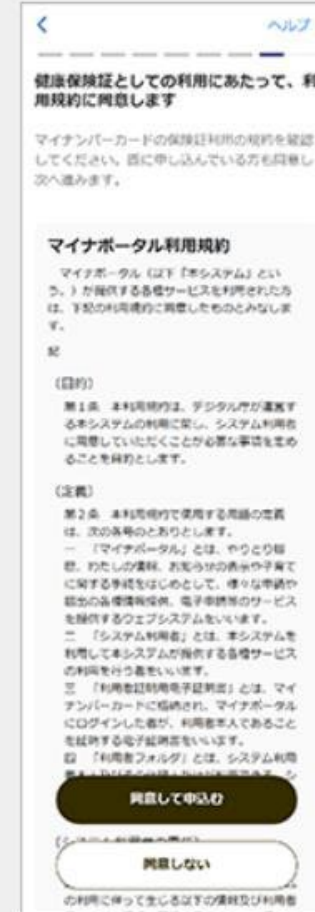 ヘルプ
健康保険証としての利用にあたって、利
用規約に同意します
マイナンバーカードの保険証利用の規約を確認
してください。既に申し込んでいる方も同意し
次へ進みます。
マイナポータル利用規約
マイナポータル（以下「本システム」とい
う。）が提供する各種サービスを利用された方
は、下記の利用規約に同意したものとみなしま
す。
記
（目的）
第１条　本利用規約は、デジタル庁が運営す
る本システムの利用に関し、システム利用者
に同意していただくことが必要な事項を定め
ることを目的とします。
（定義）
第２条　本利用規約で使用する用語の定義
は、次の各号のとおりとします。
一　「マイナポータル」とは、やりとり履
歴、わたしの情報、お知らせの表示や子育て
に関する手続をはじめとして、様々な申請や
届出の各種情報提供、電子申請等のサービス
を提供するウェブシステムをいいます。
二　「システム利用者」とは、本システムを
利用して本システムが提供する各種サービス
の利用を行う者をいいます。
三　「利用者証明用電子証明書」とは、マイ
ナンバーカードに格納され、マイナポータル
にログインした者が、利用者本人であること
を証明する電子証明書をいいます。
四　「利用者フォルダ」とは、システム利用
同意して申込む
同意しない
の利用に伴って生じる以下の情報及び利用者